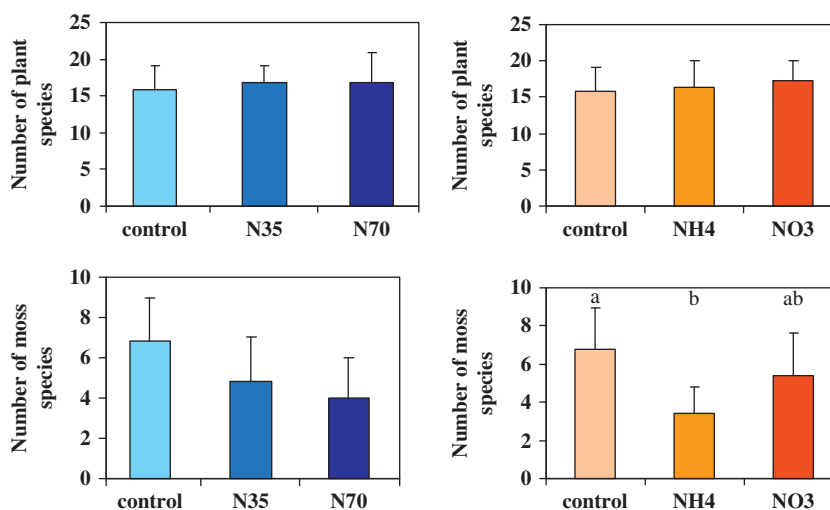 Number of plant
species
25
20
15
10
5
0
control N35 N70
Number of plant
species
25
20
15
10
5
0
control NH4 NO3
Number of moss
species
10
8
6
4
2
0
control N35 N70
Number of moss
species
10
8
6
4
2
0
a b ab
control NH4 NO3